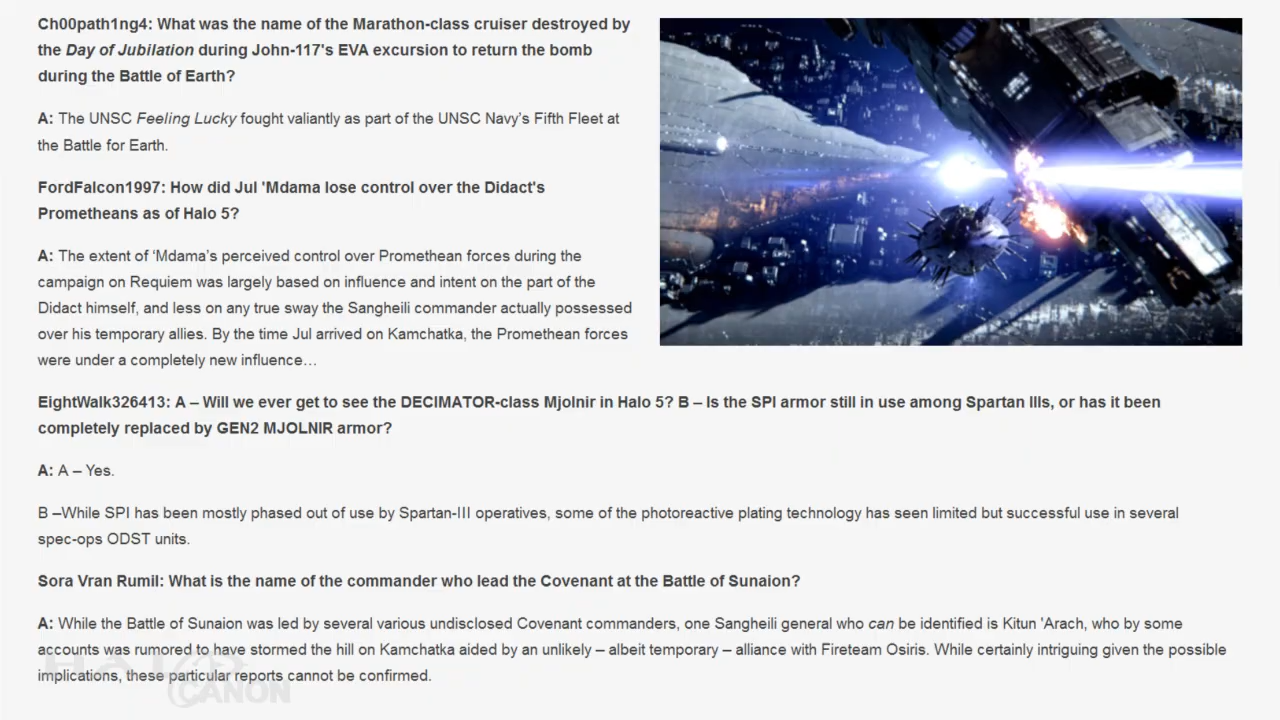 Ch00path1ng4: What was the name of the Marathon-class cruiser destroyed by
the Day of Jubilation during John-117's EVA excursion to return the bomb
during the Battle of Earth?
A: The UNSC Feeling Lucky fought valiantly as part of the UNSC Navy’s Fifth Fleet at
the Battle for Earth.
FordFalcon1997: How did Jul 'Mdama lose control over the Didact's
Prometheans as of Halo 5?
A: The extent of ‘Mdama’s perceived control over Promethean forces during the
campaign on Requiem was largely based on influence and intent on the part of the
Didact himself, and less on any true sway the Sangheili commander actually possessed
over his temporary allies. By the time Jul arrived on Kamchatka, the Promethean forces
were under a completely new influence…
EightWalk326413: A – Will we ever get to see the DECIMATOR-class Mjolnir in Halo 5? B – Is the SPI armor still in use among Spartan IIIs, or has it been
completely replaced by GEN2 MJOLNIR armor?
A: A – Yes.
B –While SPI has been mostly phased out of use by Spartan-III operatives, some of the photoreactive plating technology has seen limited but successful use in several
spec-ops ODST units.
Sora Vran Rumil: What is the name of the commander who lead the Covenant at the Battle of Sunaion?
A: While the Battle of Sunaion was led by several various undisclosed Covenant commanders, one Sangheili general who can be identified is Kitun 'Arach, who by some
accounts was rumored to have stormed the hill on Kamchatka aided by an unlikely – albeit temporary – alliance with Fireteam Osiris. While certainly intriguing given the possible
implications, these particular reports cannot be confirmed.
HALO
CANON